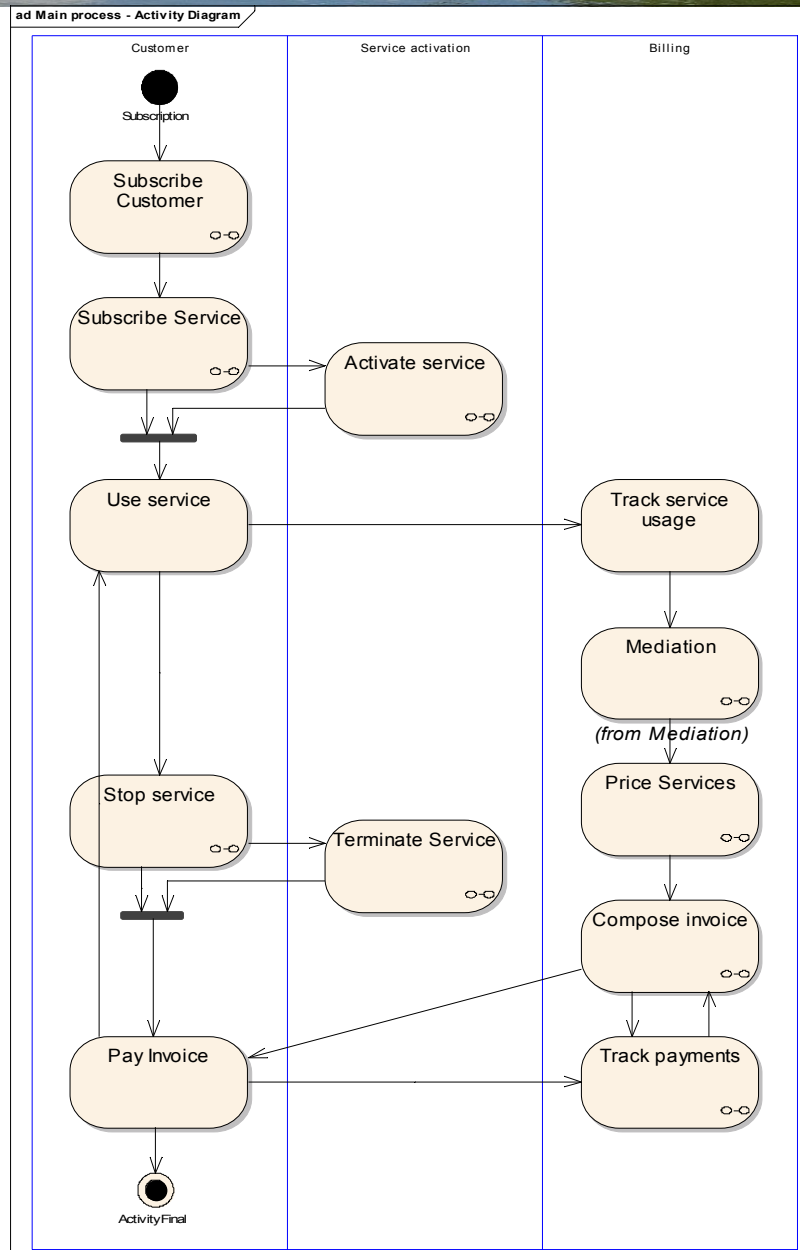 ad Main process - Activity Diagram
Customer
Service activation
Billing
Subscription
Subscribe
Customer
Subscribe Service
Activate service
Use service
Track service
usage
Mediation
(from Mediation)
Price Services
Stop service
Terminate Service
Compose invoice
Pay Invoice
Track payments
ActivityFinal